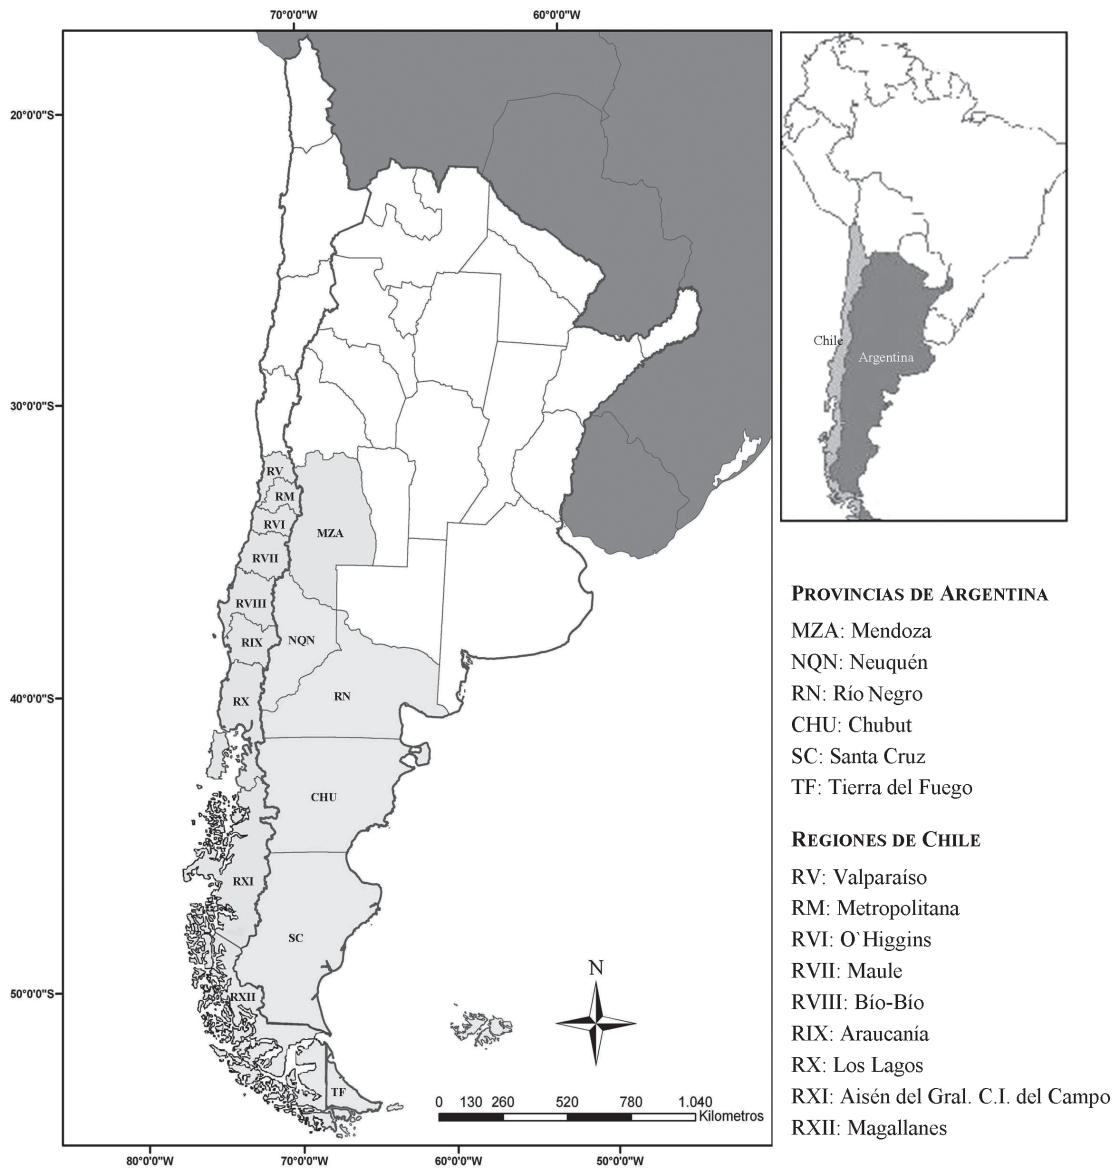 70°0'0"W
60°0'0"W
20°0'0"S
30°0'0"S
RV
RM
RVI
MZA
RVII
RVIII
RIX
NQN
RX
RN
40°0'0"S
CHU
RXI
SC
50°0'0"S
RXII
TF
N
0 130 260 520 780 1.040
Kilometros
80°0'0"W
70°0'0"W
60°0'0"W
50°0'0"W
Chile
Argentina
PROVINCIAS DE ARGENTINA
MZA: Mendoza
NQN: Neuquén
RN: Río Negro
CHU: Chubut
SC: Santa Cruz
TF: Tierra del Fuego
REGIONES DE CHILE
RV: Valparaíso
RM: Metropolitana
RVI: O`Higgins
RVII: Maule
RVIII: Bío-Bío
RIX: Araucanía
RX: Los Lagos
RXI: Aisén del Gral. C.I. del Campo
RXII: Magallanes